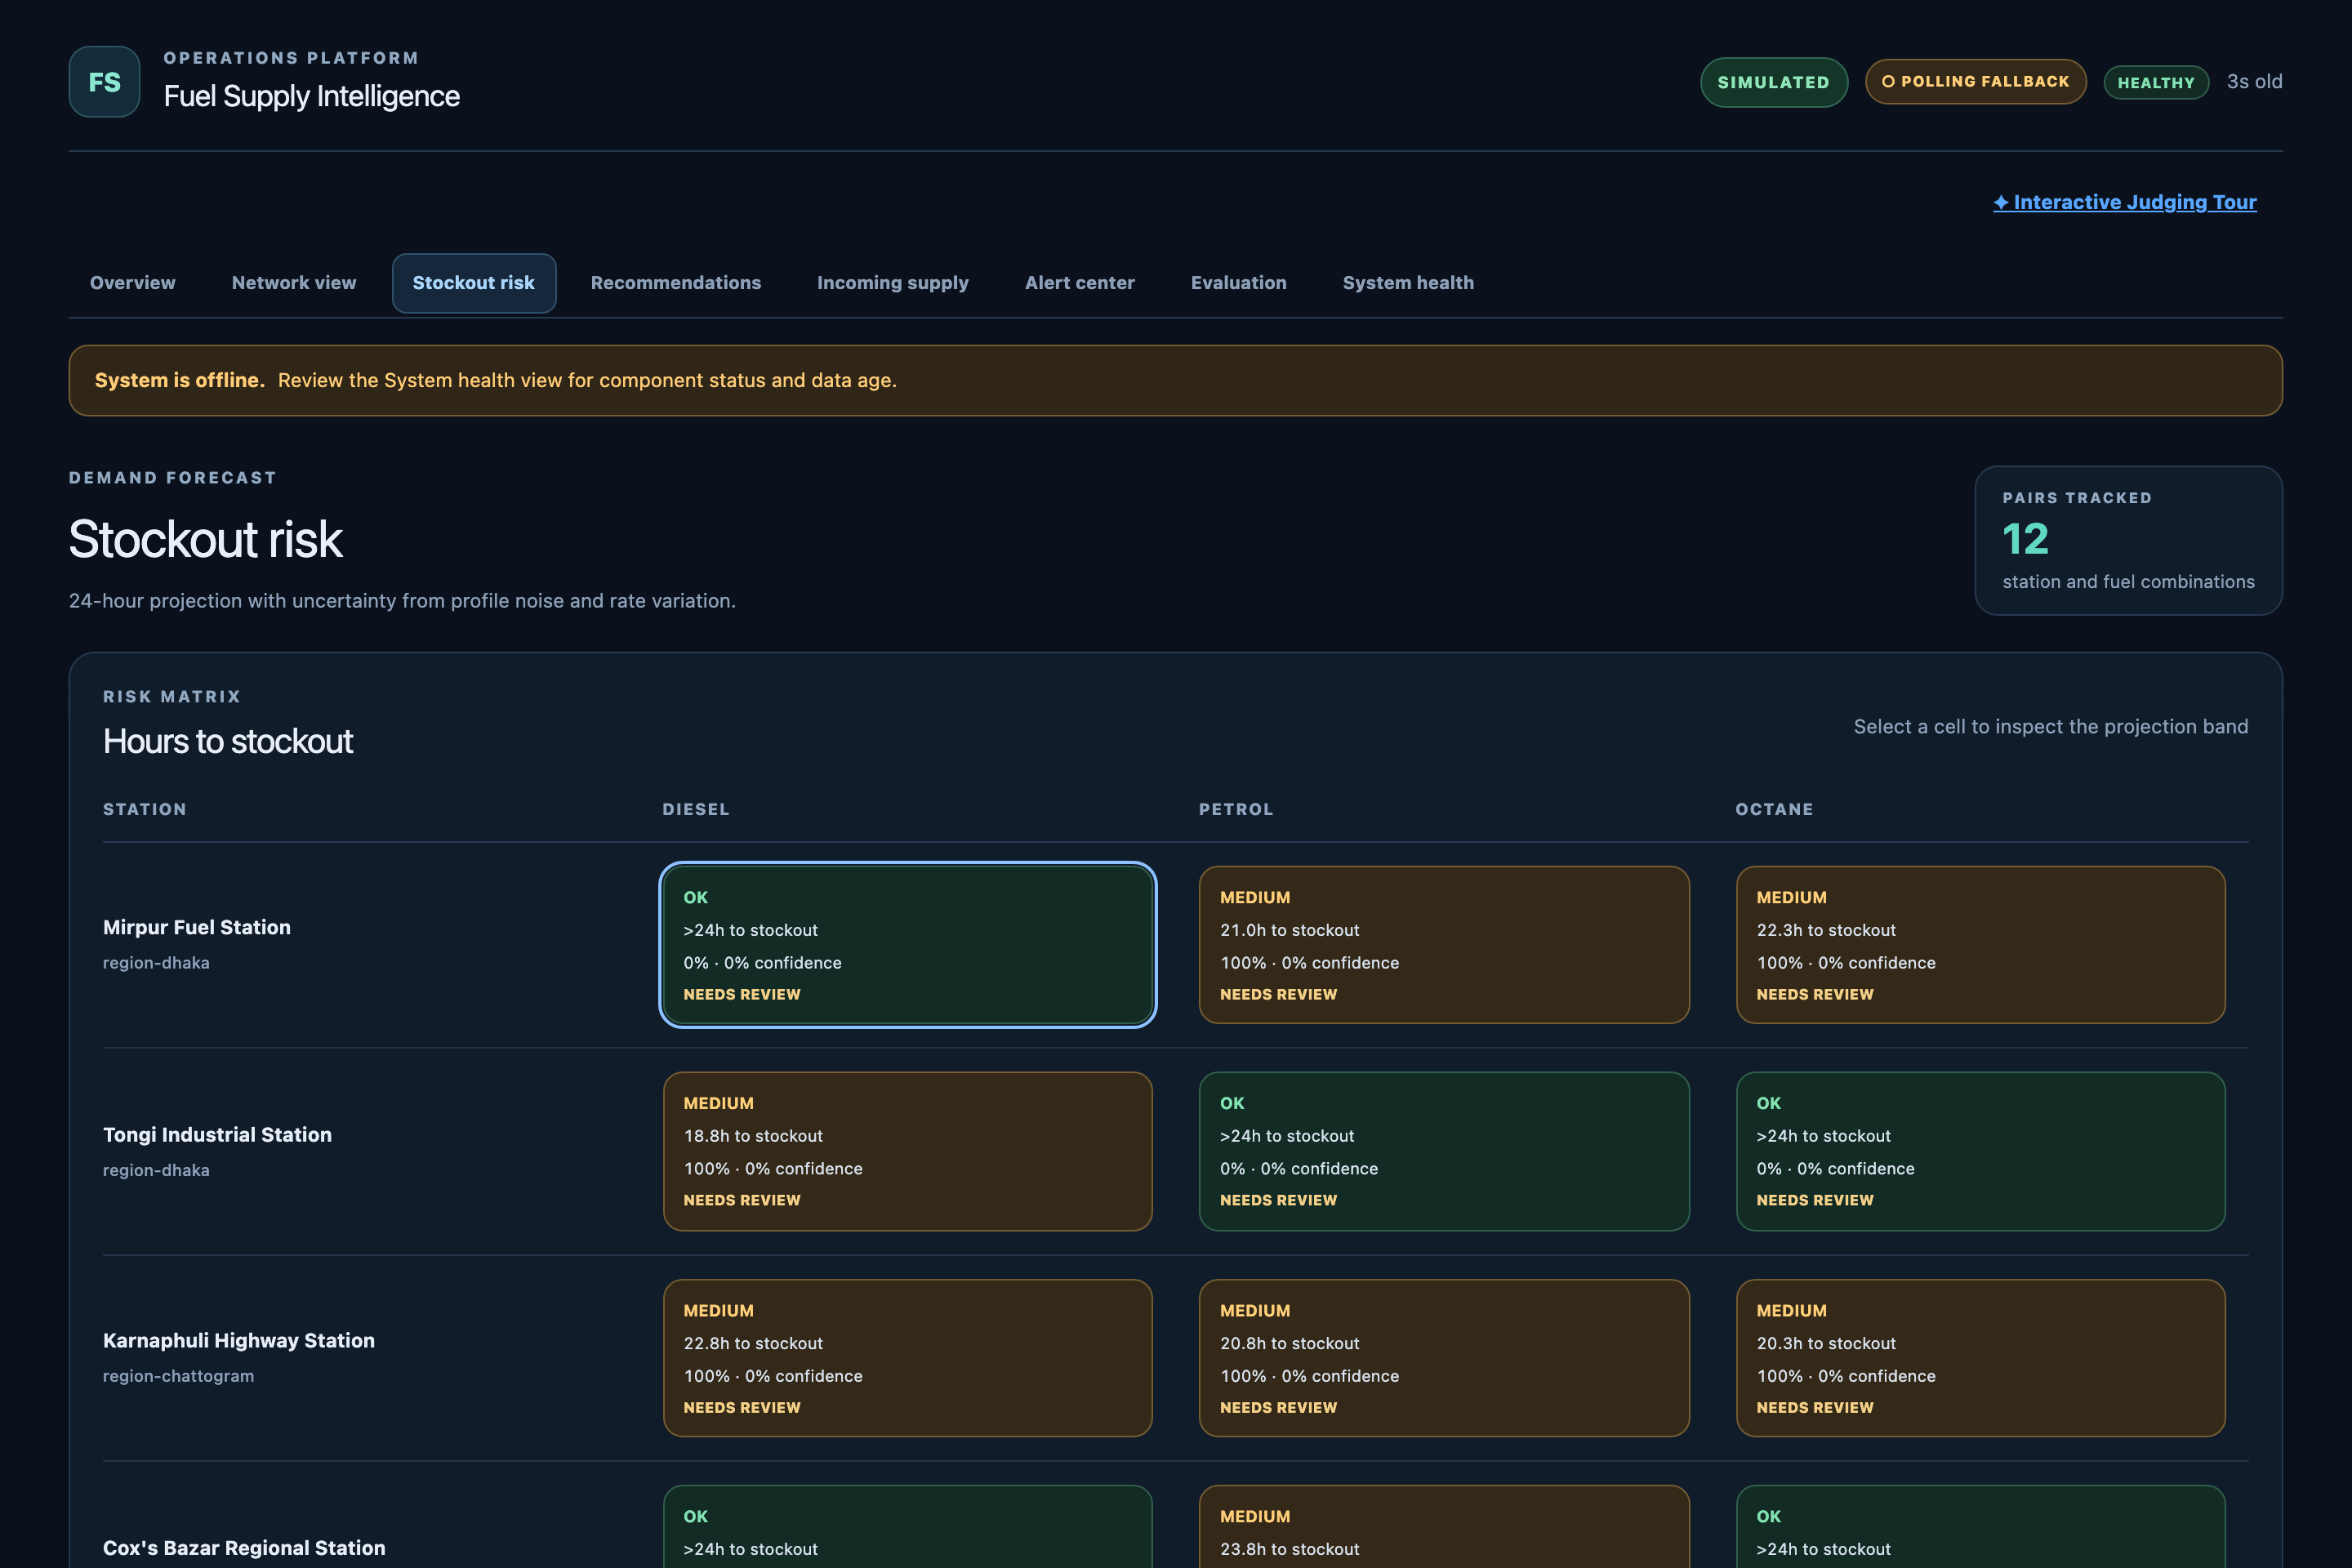 FS
OPERATIONS PLATFORM
Fuel Supply Intelligence
SIMULATED
POLLING FALLBACK
HEALTHY
3s old
✦ Interactive Judging Tour
Overview
Network view
Stockout risk
Recommendations
Incoming supply
Alert center
Evaluation
System health
System is offline. Review the System health view for component status and data age.
DEMAND FORECAST
Stockout risk
24-hour projection with uncertainty from profile noise and rate variation.
PAIRS TRACKED
12
station and fuel combinations
RISK MATRIX
Hours to stockout
Select a cell to inspect the projection band
STATION
DIESEL
PETROL
OCTANE
Mirpur Fuel Station
region-dhaka
OK
>24h to stockout
0% · 0% confidence
NEEDS REVIEW
MEDIUM
21.0h to stockout
100% · 0% confidence
NEEDS REVIEW
MEDIUM
22.3h to stockout
100% · 0% confidence
NEEDS REVIEW
Tongi Industrial Station
region-dhaka
MEDIUM
18.8h to stockout
100% · 0% confidence
NEEDS REVIEW
OK
>24h to stockout
0% · 0% confidence
NEEDS REVIEW
OK
>24h to stockout
0% · 0% confidence
NEEDS REVIEW
Karnaphuli Highway Station
region-chattogram
MEDIUM
22.8h to stockout
100% · 0% confidence
NEEDS REVIEW
MEDIUM
20.8h to stockout
100% · 0% confidence
NEEDS REVIEW
MEDIUM
20.3h to stockout
100% · 0% confidence
NEEDS REVIEW
Cox's Bazar Regional Station
OK
>24h to stockout
MEDIUM
23.8h to stockout
OK
>24h to stockout